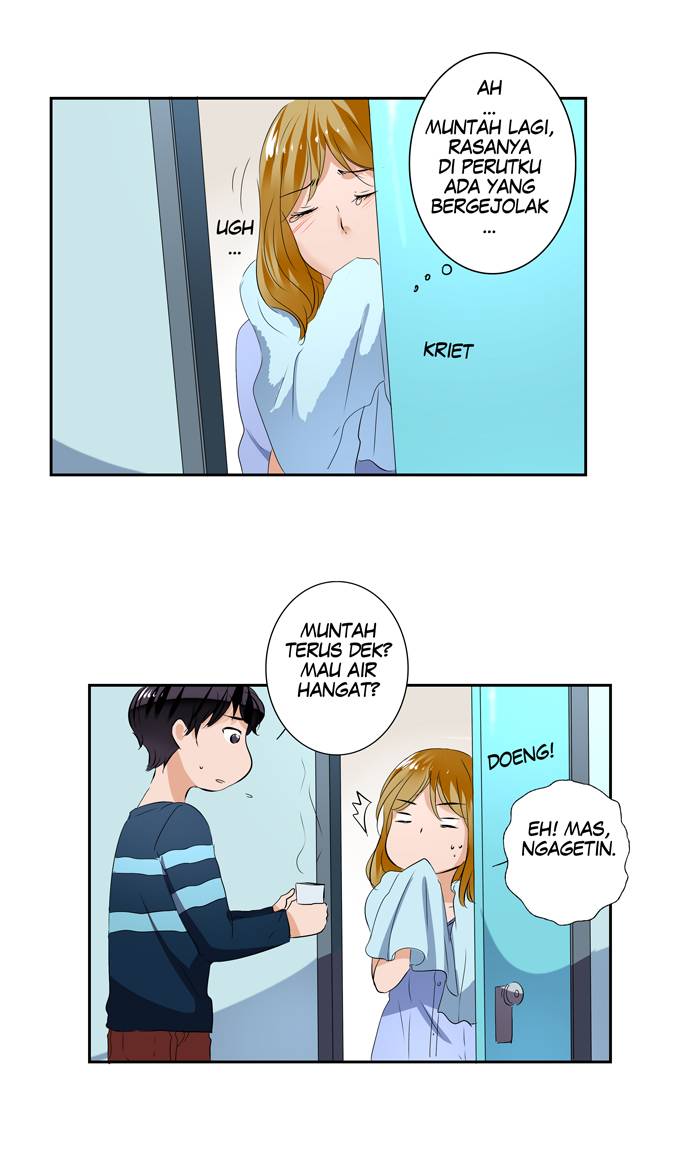 AH
...
MUNTAH LAGI,
RASANYA
DI PERUTKU
ADA YANG
BERGEJOLAK
...
UGH
...
KRIET
MUNTAH
TERUS DEK?
MAU AIR
HANGAT?
DOENG!
EH! MAS,
NGAGETIN.